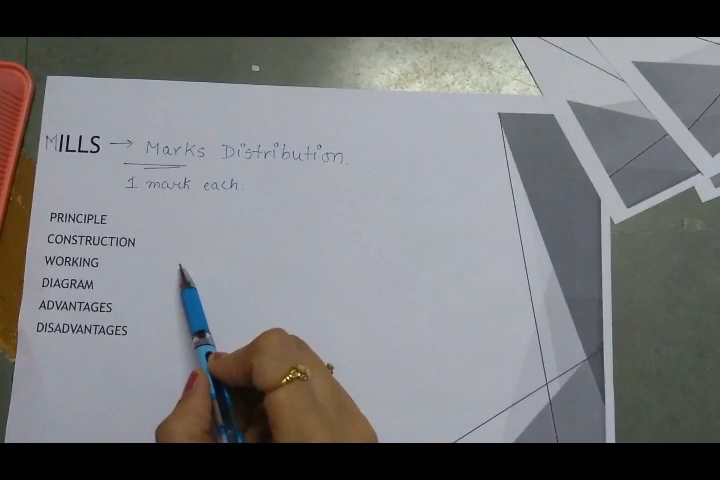 MILLS → Marks Distribution.
1 mark each.
PRINCIPLE
CONSTRUCTION
WORKING
DIAGRAM
ADVANTAGES
DISADVANTAGES